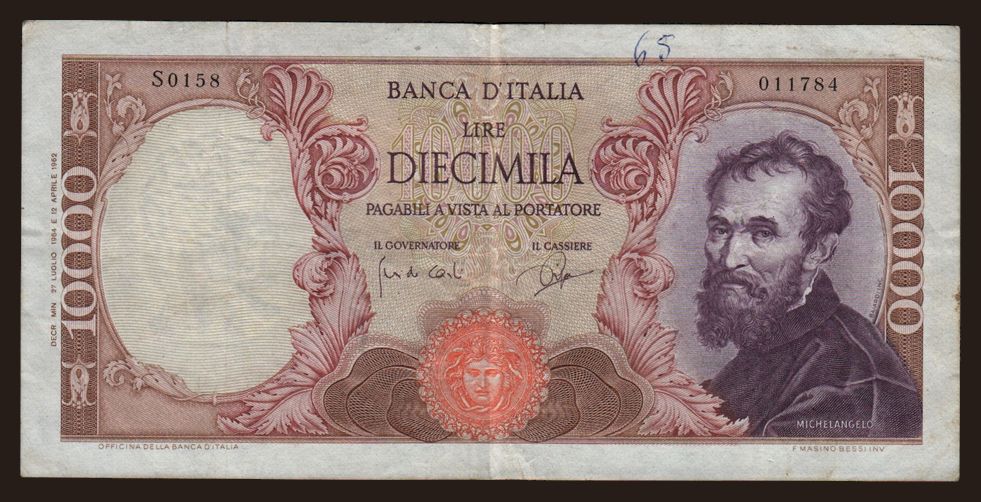 65
S0158
011784
BANCA D'ITALIA
LIRE
DIECIMILA
PAGABILI A VISTA AL PORTATORE
IL GOVERNATORE
IL CASSIERE
10000
10000
10000
DECR MIN 27 LUGLIO 1964 E 12 APRILE 1962
MICHELANGELO
OFFICINA DELLA BANCA D'ITALIA
F MASINO BESSI INV